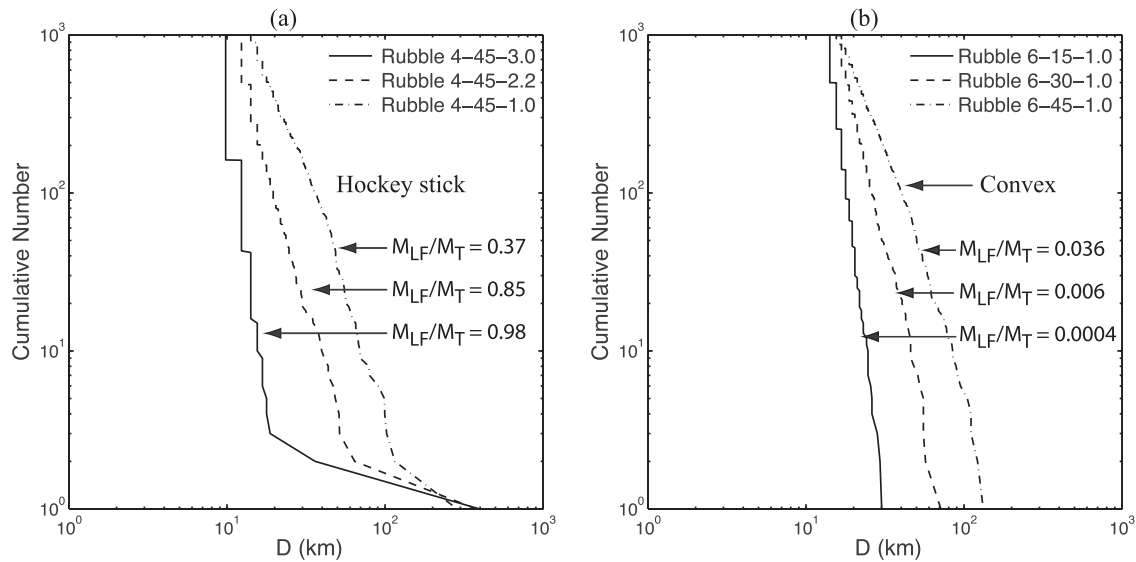 (a)
10³
10²
10¹
10⁰
Cumulative Number
Rubble 4−45−3.0
Rubble 4−45−2.2
Rubble 4−45−1.0
Hockey stick
M_LF/M_T = 0.37
M_LF/M_T = 0.85
M_LF/M_T = 0.98
10⁰ 10¹ 10² 10³
D (km)
(b)
10³
10²
10¹
10⁰
Cumulative Number
Rubble 6−15−1.0
Rubble 6−30−1.0
Rubble 6−45−1.0
Convex
M_LF/M_T = 0.036
M_LF/M_T = 0.006
M_LF/M_T = 0.0004
10⁰ 10¹ 10² 10³
D (km)